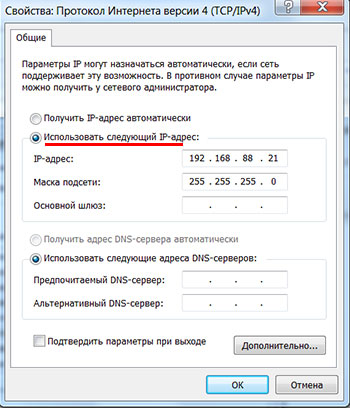 Свойства: Протокол Интернета версии 4 (TCP/IPv4)
Общие
Параметры IP могут назначаться автоматически, если сеть
поддерживает эту возможность. В противном случае параметры IP
можно получить у сетевого администратора.
Получить IP-адрес автоматически
Использовать следующий IP-адрес:
IP-адрес: 192 . 168 . 88 . 21
Маска подсети: 255 . 255 . 255 . 0
Основной шлюз: . . .
Получить адрес DNS-сервера автоматически
Использовать следующие адреса DNS-серверов:
Предпочитаемый DNS-сервер: . . .
Альтернативный DNS-сервер: . . .
Подтвердить параметры при выходе
Дополнительно...
ОК Отмена